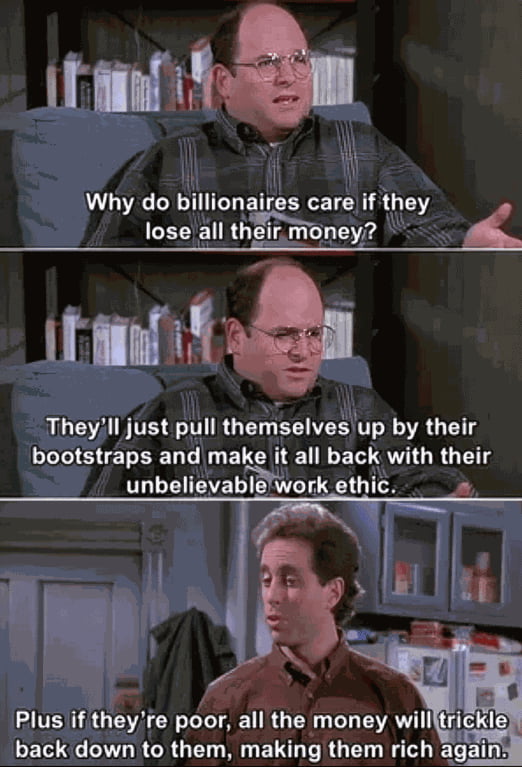 Why do billionaires care if they
lose all their money?
They'll just pull themselves up by their
bootstraps and make it all back with their
unbelievable work ethic.
Plus if they're poor, all the money will trickle
back down to them, making them rich again.